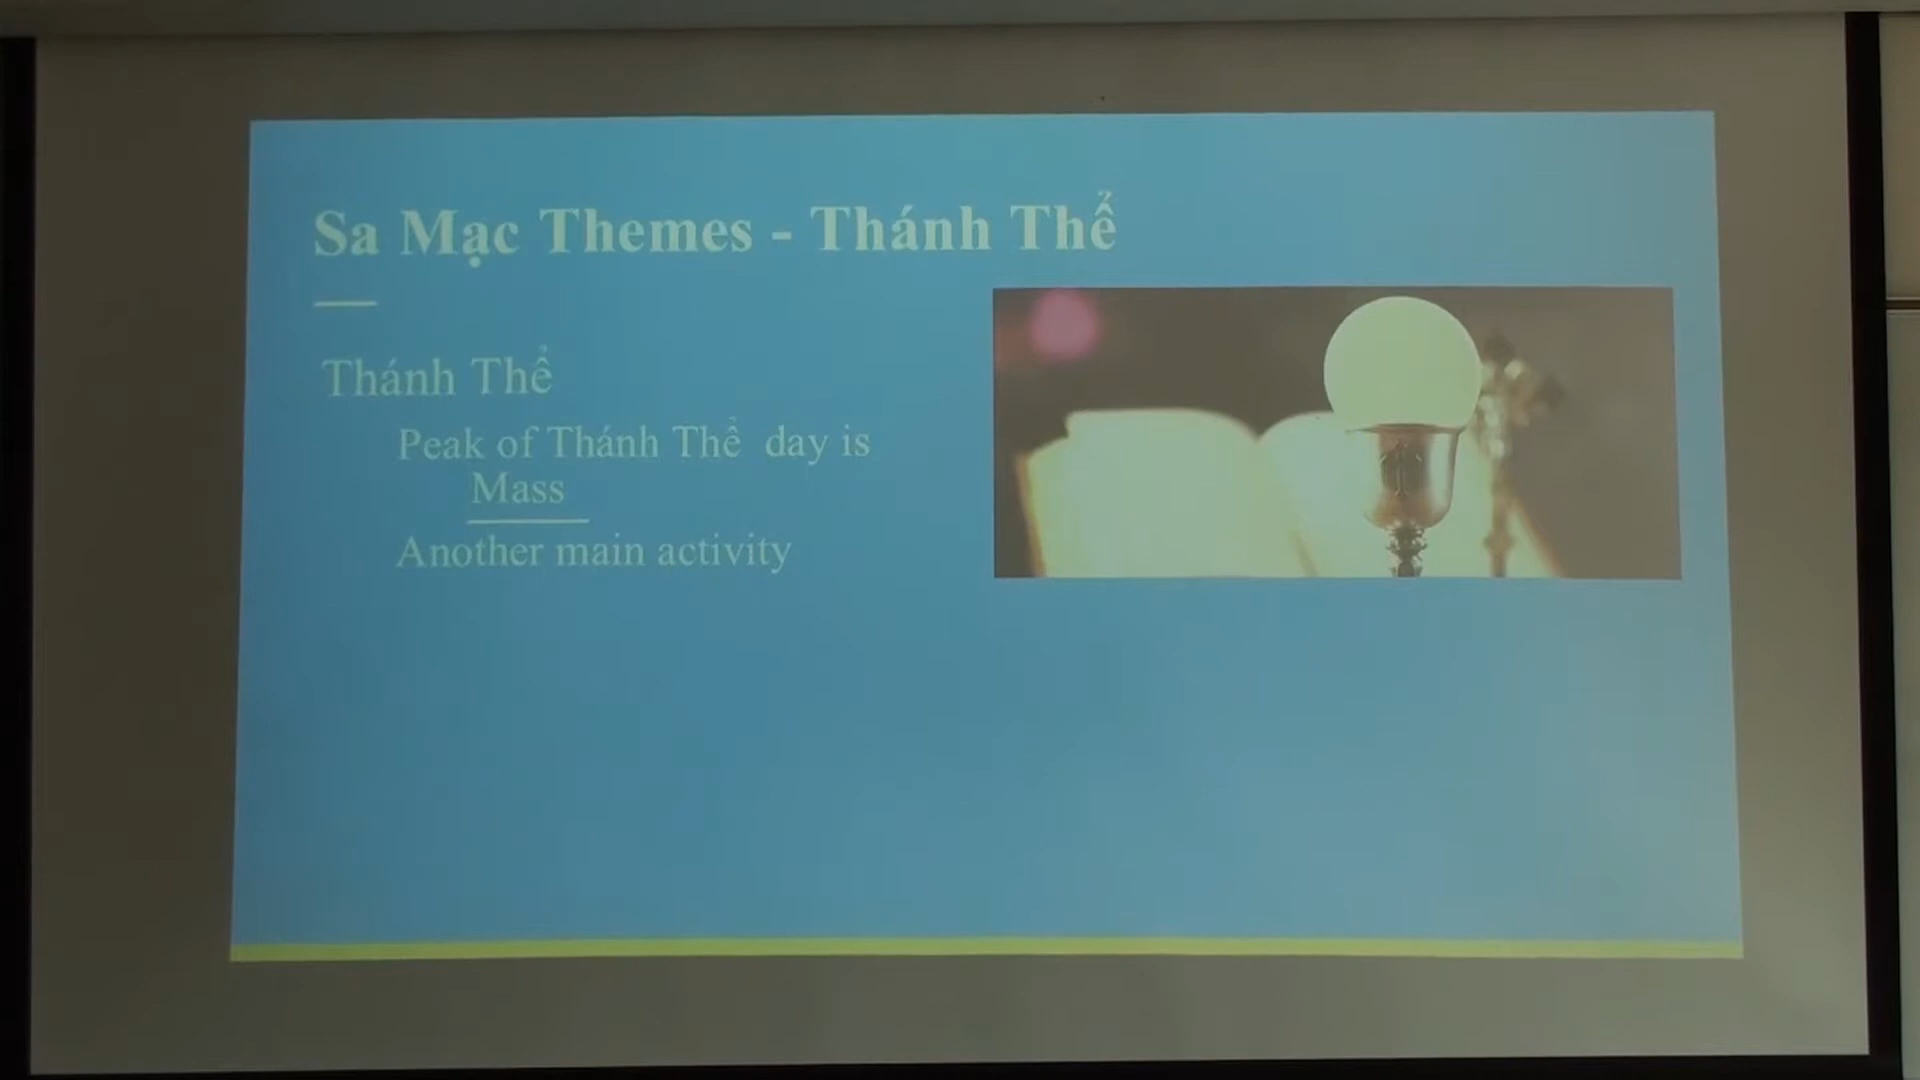 Sa Mạc Themes - Thánh Thể
Thánh Thể
Peak of Thánh Thể day is
Mass
Another main activity